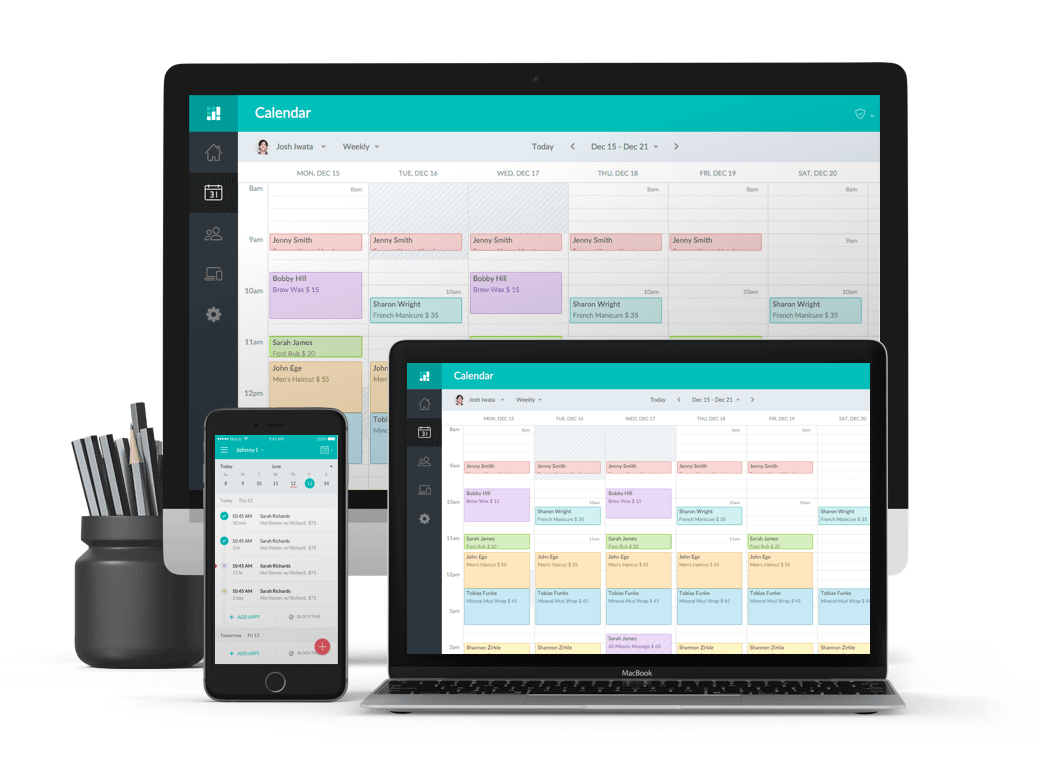 Calendar
Josh Iwata
Weekly
Today
Dec 15 - Dec 21
MON, DEC 15
TUE, DEC 16
WED, DEC 17
THU, DEC 18
FRI, DEC 19
SAT, DEC 20
8am
8am
8am
8am
8am
31
9am
Jenny Smith
Jenny Smith
Jenny Smith
Jenny Smith
Jenny Smith
9am
Bobby Hill
Brow Wax $ 15
Bobby Hill
Brow Wax $ 15
10am
10am
10am
10am
10am
Sharon Wright
French Manicure $ 35
Sharon Wright
French Manicure $ 35
Sharon Wright
French Manicure $ 35
11am
Sarah James
Foot Rub $ 20
John Ege
Men's Haircut $ 55
John
Men's
12pm
Tobi
Calendar
Josh Iwata
Weekly
Today
Dec 15 - Dec 21
MON, DEC 15
TUE, DEC 16
WED, DEC 17
THU, DEC 18
FRI, DEC 19
SAT, DEC 20
8am
8am
8am
8am
31
9am
Jenny Smith
Jenny Smith
Jenny Smith
Jenny Smith
Jenny Smith
Bobby Hill
Brow Wax $ 15
Bobby Hill
Brow Wax $ 15
10am
10am
10am
10am
Sharon Wright
French Manicure $ 35
Sharon Wright
French Manicure $ 35
Sharon Wright
French Manicure $ 35
11am
Sarah James
Foot Rub $ 20
11am
Sarah James
Foot Rub $ 20
11am
Sarah James
Foot Rub $ 20
John Ege
Men's Haircut $ 55
John Ege
Men's Haircut $ 55
John Ege
Men's Haircut $ 55
John Ege
Men's Haircut $ 55
John Ege
Men's Haircut $ 55
12pm
Tobias Funke
Mineral Mud Wrap $ 45
Tobias Funke
Mineral Mud Wrap $ 45
Tobias Funke
Mineral Mud Wrap $ 45
Tobias Funke
Mineral Mud Wrap $ 45
Tobias Funke
Mineral Mud Wrap $ 45
Tobias Funke
Mineral Mud Wrap $ 45
1pm
Sarah James
60 Minute Massage $ 60
2pm
Shannon Zirkle
Shannon Zirkle
Shannon Zirkle
Shannon Zirkle
Shannon Zirkle
MacBook
9:41 AM
100%
Johnny I.
Today
June
Su
M
T
W
Th
F
S
8
9
10
11
12
13
14
Today Thu 12
10:45 AM Sarah Richards
30 min Hot Stones w/ Richard, $75
10:45 AM Sarah Richards
Hot Stones w/ Richard, $75
10:45 AM Sarah Richards
Hot Stones w/ Richard, $75
10:45 AM Sarah Richards
2 day Hot Stones w/ Richard, $75
+ ADD APPT
BLOCK TIME
Tomorrow Fri 13
+ ADD APPT
BLOCK